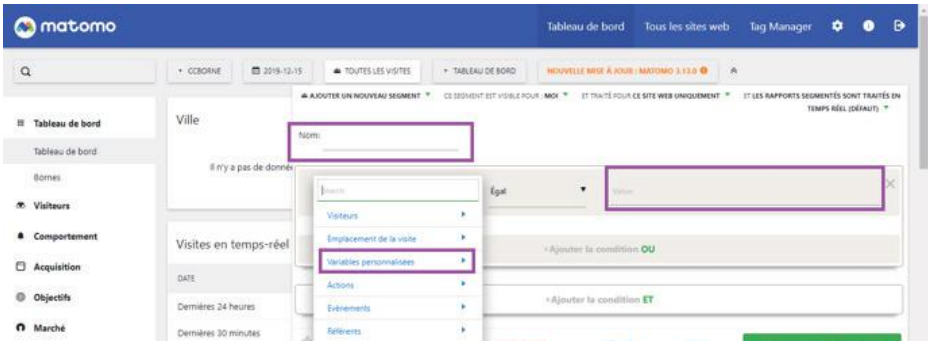 matomo
Tableau de bord Tous les sites web Tag Manager
CCBORNE 2019-12-15 TOUTES LES VISITES TABLEAU DE BORD NOUVELLE MISE À JOUR : MATOMO 3.13.0
AJOUTER UN NOUVEAU SEGMENT CE SEGMENT EST VISIBLE POUR : MOI ET TRAITÉ POUR CE SITE WEB UNIQUEMENT ET LES RAPPORTS SEGMENTÉS SONT TRAITÉS EN
TEMPS RÉEL (DÉFAUT)
Tableau de bord
Tableau de bord
Bornes
Visiteurs
Comportement
Acquisition
Objectifs
Marché
Ville
Il n'y a pas de donné
Visites en temps-réel
DATE
Dernières 24 heures
Dernières 30 minutes
Nom:
Search
Visiteurs
Emplacement de la visite
Variables personnalisées
Actions
Evènements
Référents
Égal
Value
+Ajouter la condition OU
+Ajouter la condition ET